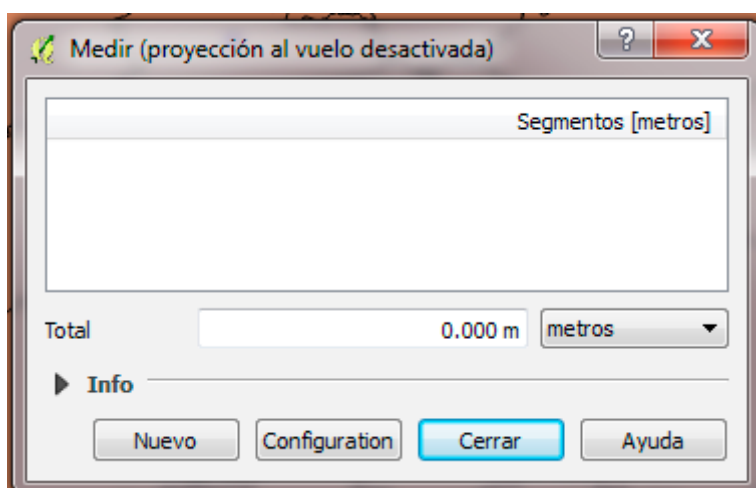 Medir (proyección al vuelo desactivada)
Segmentos [metros]
Total 0.000 m metros
Info
Nuevo Configuration Cerrar Ayuda